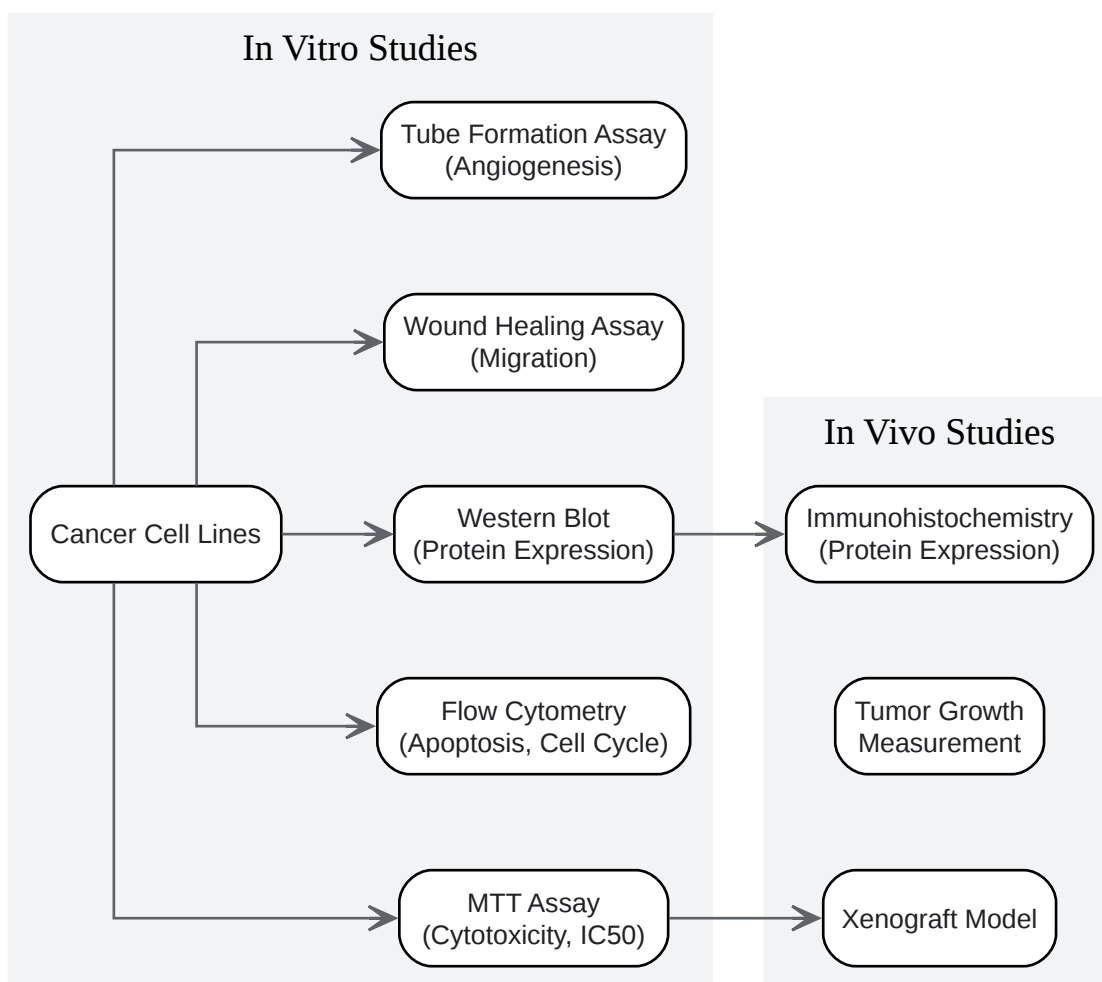 In Vitro Studies
Tube Formation Assay
(Angiogenesis)
Wound Healing Assay
(Migration)
In Vivo Studies
Cancer Cell Lines
Western Blot
(Protein Expression)
Immunohistochemistry
(Protein Expression)
Flow Cytometry
(Apoptosis, Cell Cycle)
Tumor Growth
Measurement
MTT Assay
(Cytotoxicity, IC50)
Xenograft Model